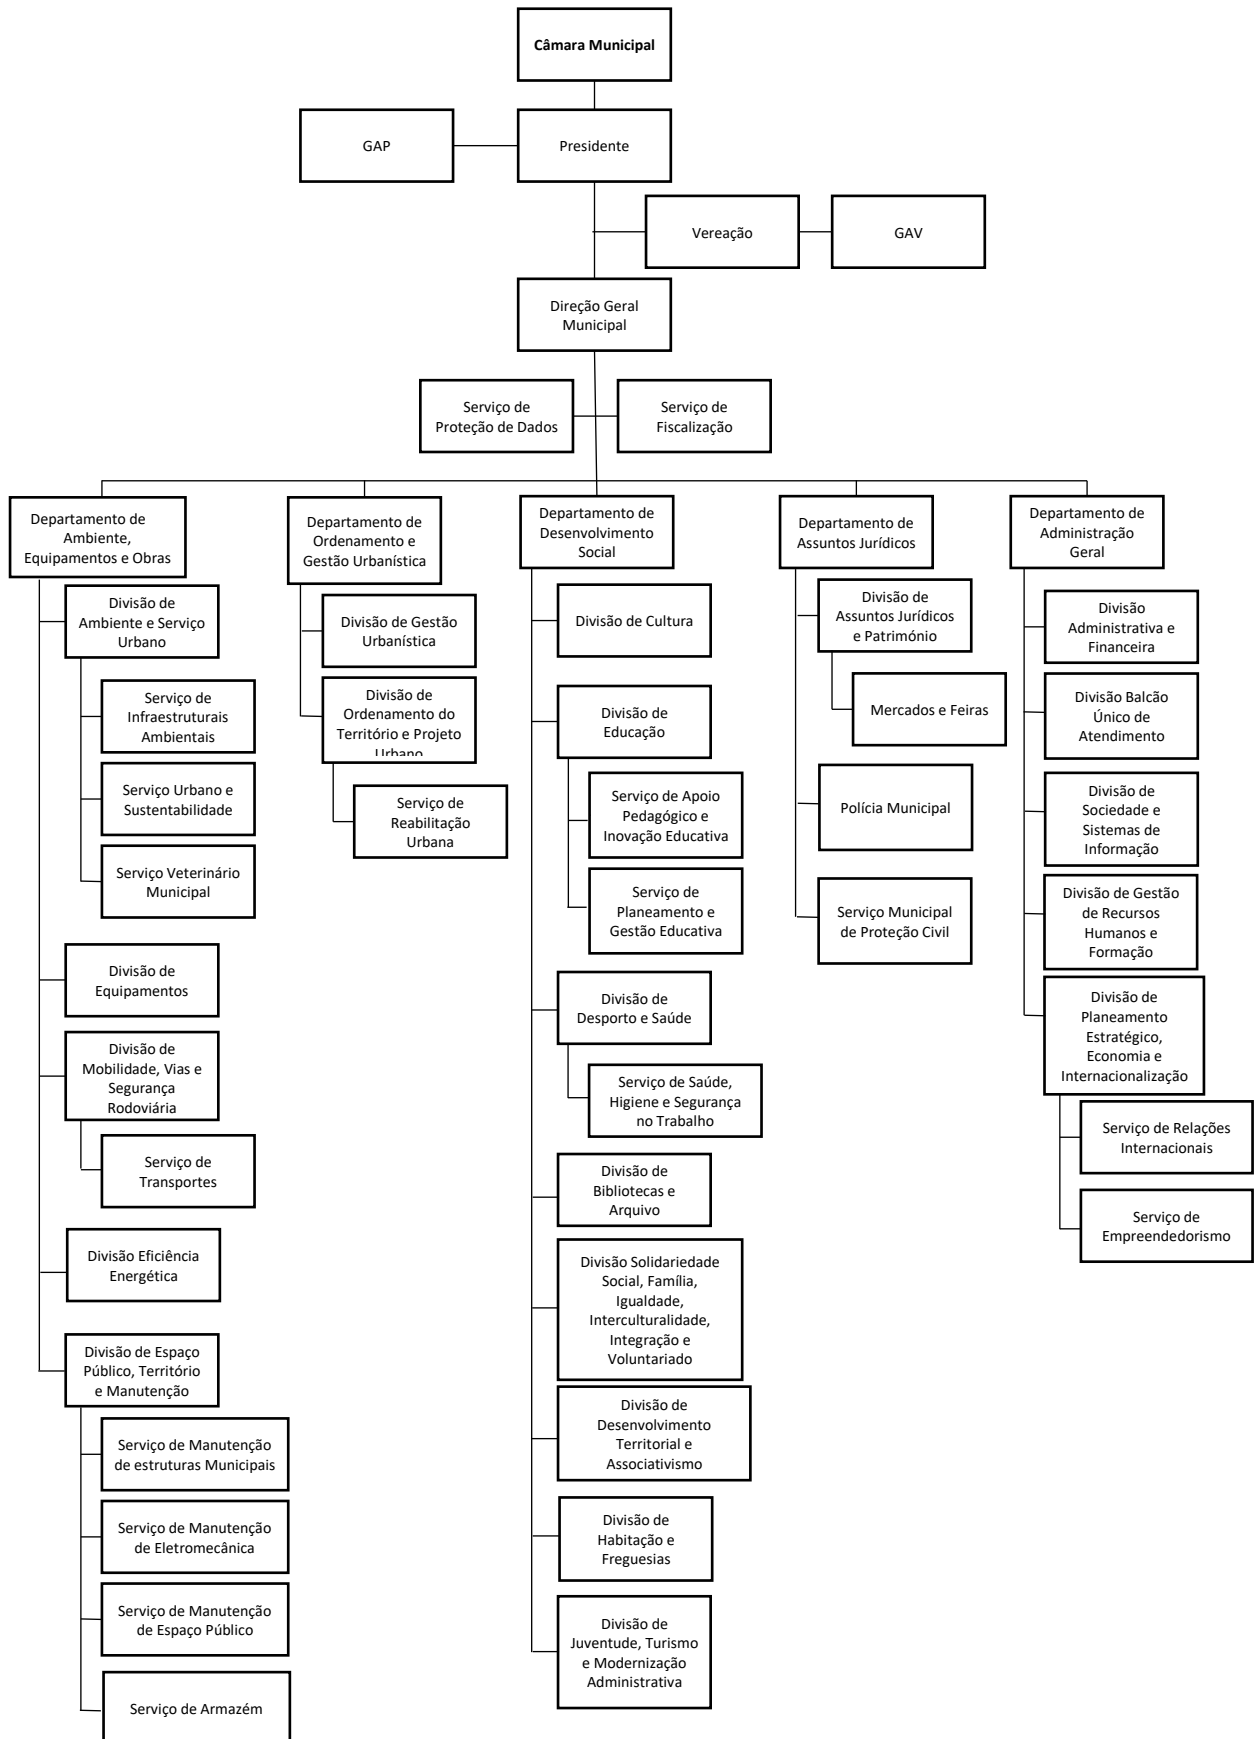 Câmara Municipal
GAP
Presidente
Vereação
GAV
Direção Geral
Municipal
Serviço de
Proteção de Dados
Serviço de
Fiscalização
Departamento de
Ambiente,
Equipamentos e Obras
Divisão de
Ambiente e Serviço
Urbano
Serviço de
Infraestruturais
Ambientais
Serviço Urbano e
Sustentabilidade
Serviço Veterinário
Municipal
Divisão de
Equipamentos
Divisão de
Mobilidade, Vias e
Segurança
Rodoviária
Serviço de
Transportes
Divisão Eficiência
Energética
Divisão de Espaço
Público, Território
e Manutenção
Serviço de Manutenção
de estruturas Municipais
Serviço de Manutenção
de Eletromecânica
Serviço de Manutenção
de Espaço Público
Serviço de Armazém
Departamento de
Ordenamento e
Gestão Urbanística
Divisão de Gestão
Urbanística
Divisão de
Ordenamento do
Território e Projeto
Urbano
Serviço de
Reabilitação
Urbana
Departamento de
Desenvolvimento
Social
Divisão de Cultura
Divisão de
Educação
Serviço de Apoio
Pedagógico e
Inovação Educativa
Serviço de
Planeamento e
Gestão Educativa
Divisão de
Desporto e Saúde
Serviço de Saúde,
Higiene e Segurança
no Trabalho
Divisão de
Bibliotecas e
Arquivo
Divisão Solidariedade
Social, Família,
Igualdade,
Interculturalidade,
Integração e
Voluntariado
Divisão de
Desenvolvimento
Territorial e
Associativismo
Divisão de
Habitação e
Freguesias
Divisão de
Juventude, Turismo
e Modernização
Administrativa
Departamento de
Assuntos Jurídicos
Divisão de
Assuntos Jurídicos
e Património
Mercados e Feiras
Polícia Municipal
Serviço Municipal
de Proteção Civil
Departamento de
Administração
Geral
Divisão
Administrativa e
Financeira
Divisão Balcão
Único de
Atendimento
Divisão de
Sociedade e
Sistemas de
Informação
Divisão de Gestão
de Recursos
Humanos e
Formação
Divisão de
Planeamento
Estratégico,
Economia e
Internacionalização
Serviço de Relações
Internacionais
Serviço de
Empreendedorismo